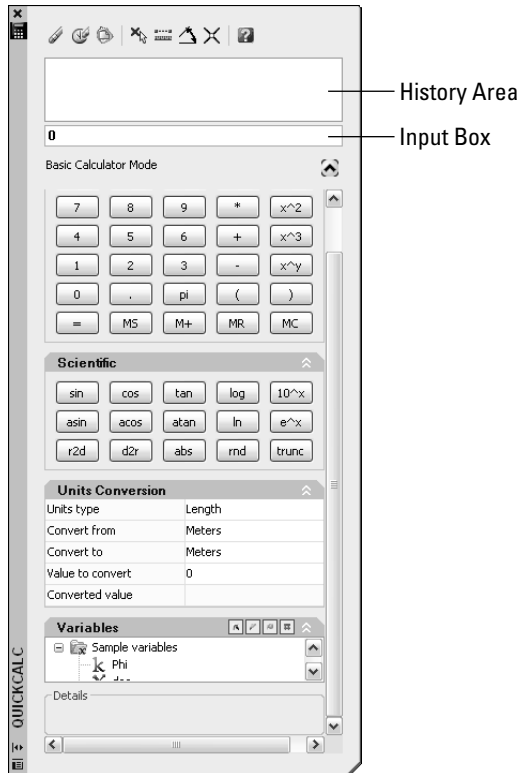 History Area
0
Input Box
Basic Calculator Mode
7 8 9 * x^2
4 5 6 + x^3
1 2 3 - x^y
0 . pi ( )
= MS M+ MR MC
Scientific
sin cos tan log 10^x
asin acos atan ln e^x
r2d d2r abs rnd trunc
Units Conversion
Units type Length
Convert from Meters
Convert to Meters
Value to convert 0
Converted value
Variables
Sample variables
Phi
Details
QUICKCALC